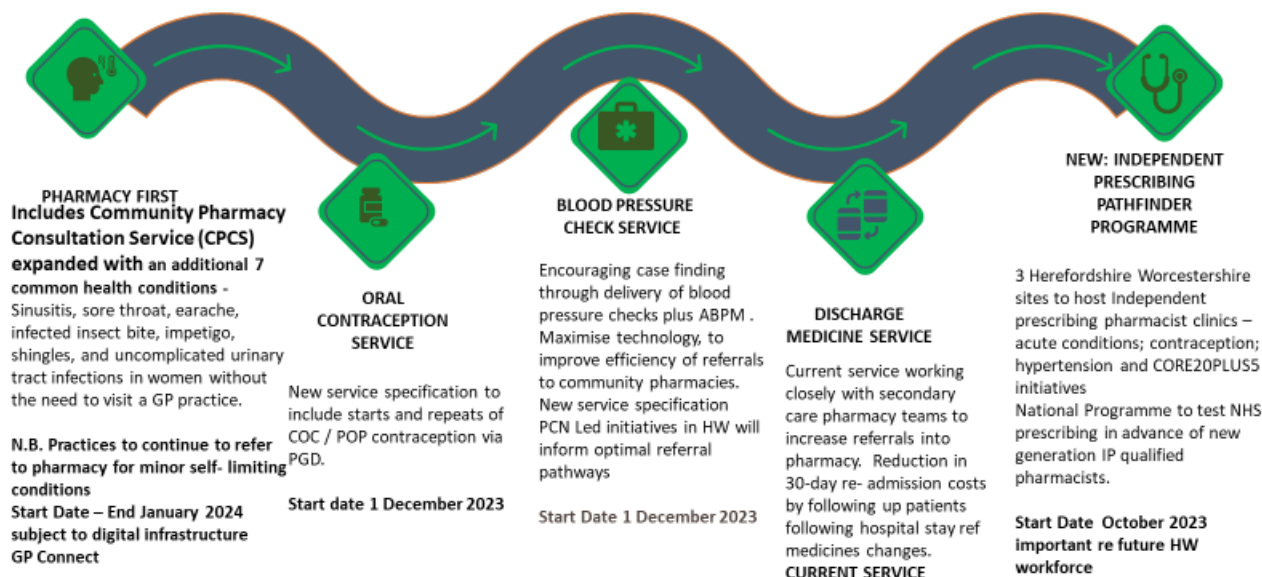 PHARMACY FIRST
Includes Community Pharmacy
Consultation Service (CPCS)
expanded with an additional 7
common health conditions -
Sinusitis, sore throat, earache,
infected insect bite, impetigo,
shingles, and uncomplicated urinary
tract infections in women without
the need to visit a GP practice.
N.B. Practices to continue to refer
to pharmacy for minor self- limiting
conditions
Start Date – End January 2024
subject to digital infrastructure
GP Connect
ORAL
CONTRACEPTION
SERVICE
New service specification to
include starts and repeats of
COC / POP contraception via
PGD.
Start date 1 December 2023
BLOOD PRESSURE
CHECK SERVICE
Encouraging case finding
through delivery of blood
pressure checks plus ABPM .
Maximise technology, to
improve efficiency of referrals
to community pharmacies.
New service specification
PCN Led initiatives in HW will
inform optimal referral
pathways
Start Date 1 December 2023
DISCHARGE
MEDICINE SERVICE
Current service working
closely with secondary
care pharmacy teams to
increase referrals into
pharmacy. Reduction in
30-day re- admission costs
by following up patients
following hospital stay ref
medicines changes.
CURRENT SERVICE
NEW: INDEPENDENT
PRESCRIBING
PATHFINDER
PROGRAMME
3 Herefordshire Worcestershire
sites to host Independent
prescribing pharmacist clinics –
acute conditions; contraception;
hypertension and CORE20PLUS5
initiatives
National Programme to test NHS
prescribing in advance of new
generation IP qualified
pharmacists.
Start Date October 2023
important re future HW
workforce